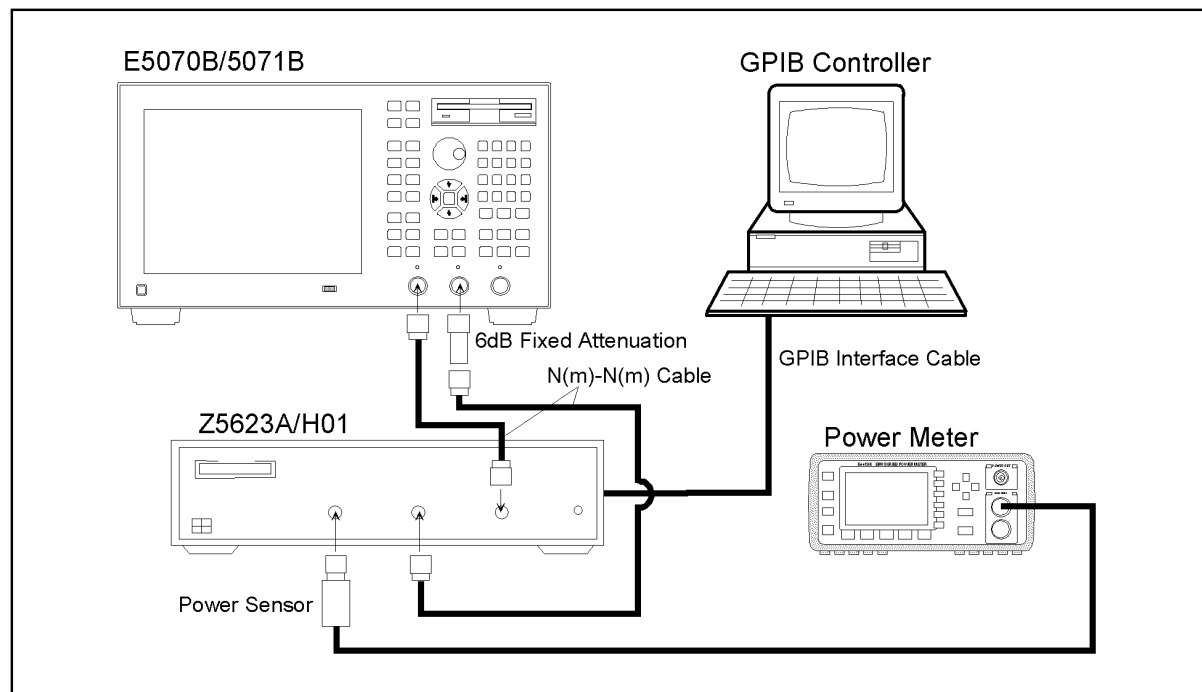 E5070B/5071B
GPIB Controller
6dB Fixed Attenuation
N(m)-N(m) Cable
GPIB Interface Cable
Z5623A/H01
Power Meter
Power Sensor